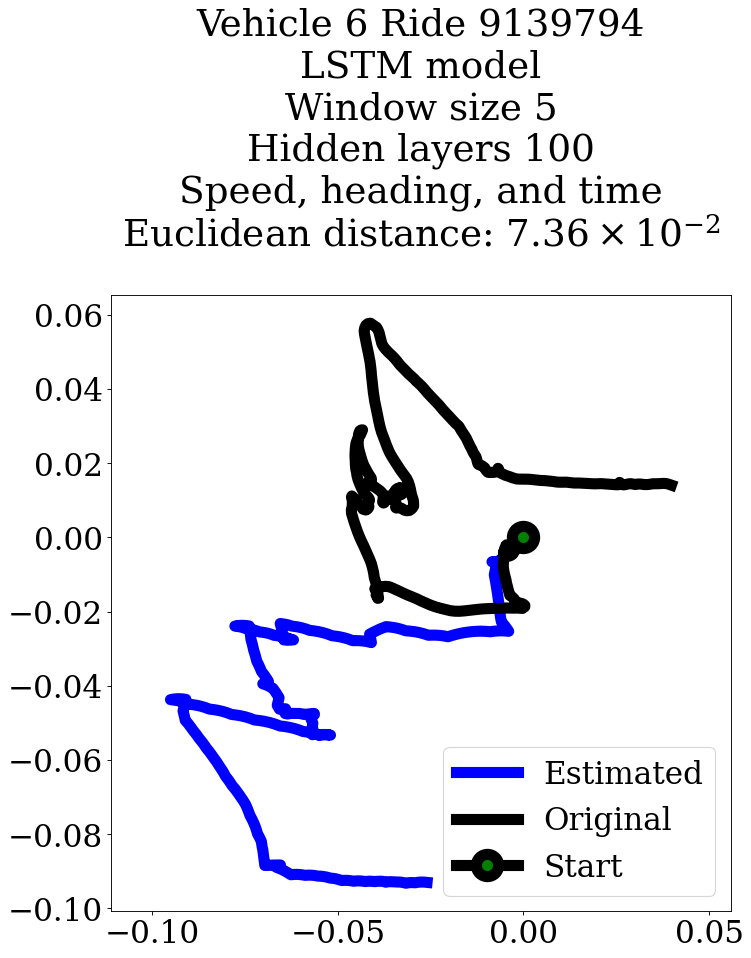 Vehicle 6 Ride 9139794
LSTM model
Window size 5
Hidden layers 100
Speed, heading, and time
Euclidean distance: 7.36 × 10⁻²
0.06
0.04
0.02
0.00
−0.02
−0.04
−0.06
−0.08
−0.10
Estimated
Original
Start
−0.10
−0.05
0.00
0.05